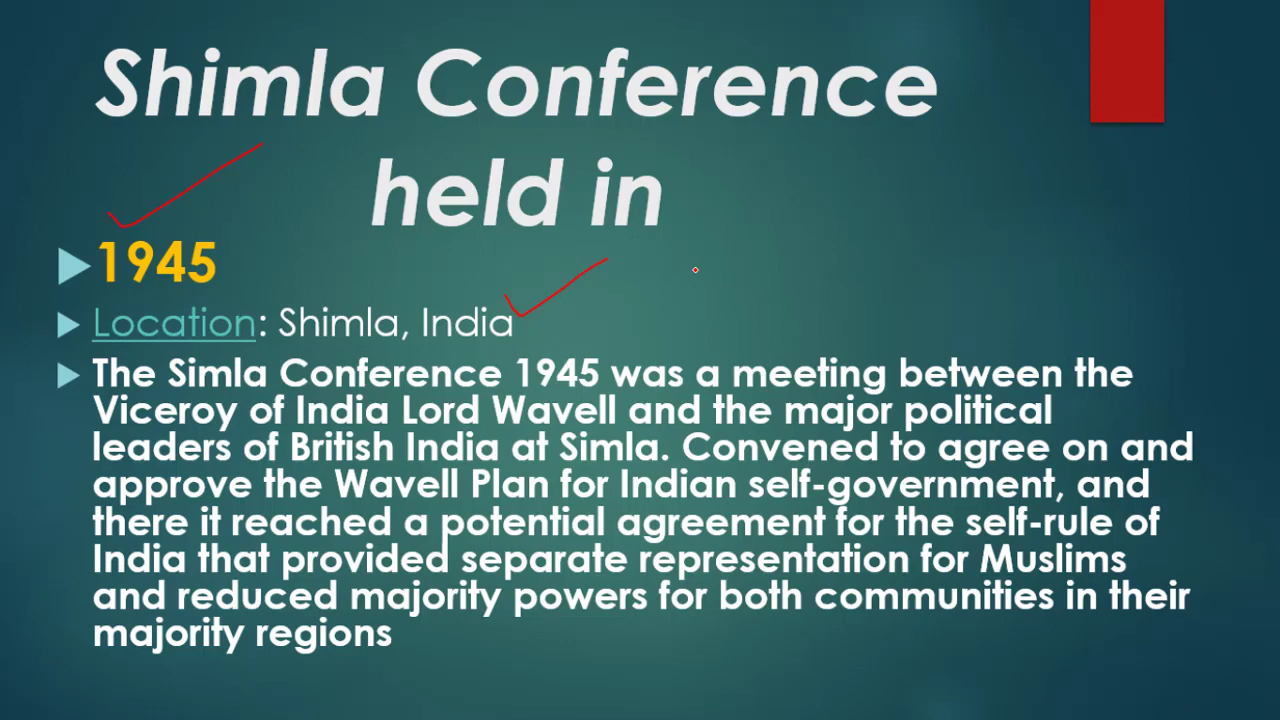 Shimla Conference
held in
1945
Location: Shimla, India
The Simla Conference 1945 was a meeting between the
Viceroy of India Lord Wavell and the major political
leaders of British India at Simla. Convened to agree on and
approve the Wavell Plan for Indian self-government, and
there it reached a potential agreement for the self-rule of
India that provided separate representation for Muslims
and reduced majority powers for both communities in their
majority regions